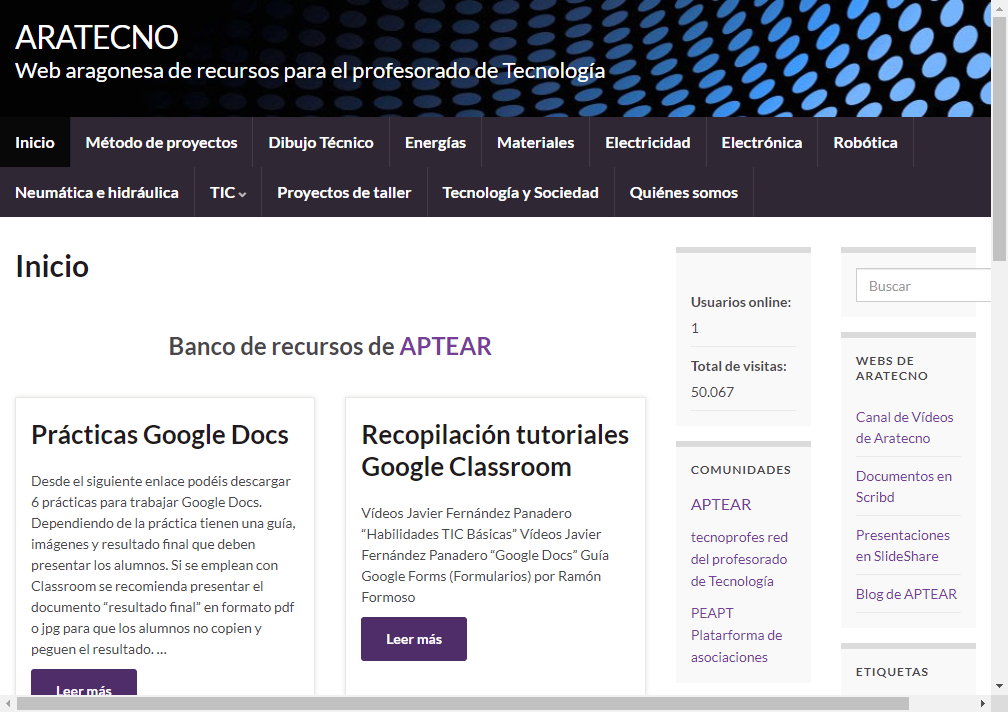 ARATECNO
Web aragonesa de recursos para el profesorado de Tecnología
Inicio
Método de proyectos
Dibujo Técnico
Energías
Materiales
Electricidad
Electrónica
Robótica
Neumática e hidráulica
TIC
Proyectos de taller
Tecnología y Sociedad
Quiénes somos
Inicio
Banco de recursos de APTEAR
Prácticas Google Docs
Desde el siguiente enlace podéis descargar
6 prácticas para trabajar Google Docs.
Dependiendo de la práctica tienen una guía,
imágenes y resultado final que deben
presentar los alumnos. Si se emplean con
Classroom se recomienda presentar el
documento “resultado final” en formato pdf
o jpg para que los alumnos no copien y
peguen el resultado. …
Leer más
Recopilación tutoriales
Google Classroom
Vídeos Javier Fernández Panadero
“Habilidades TIC Básicas” Vídeos Javier
Fernández Panadero “Google Docs” Guía
Google Forms (Formularios) por Ramón
Formoso
Leer más
Usuarios online:
1
Total de visitas:
50.067
COMUNIDADES
APTEAR
tecnoprofes red
del profesorado
de Tecnología
PEAPT
Platarforma de
asociaciones
Buscar
WEBS DE
ARATECNO
Canal de Vídeos
de Aratecno
Documentos en
Scribd
Presentaciones
en SlideShare
Blog de APTEAR
ETIQUETAS